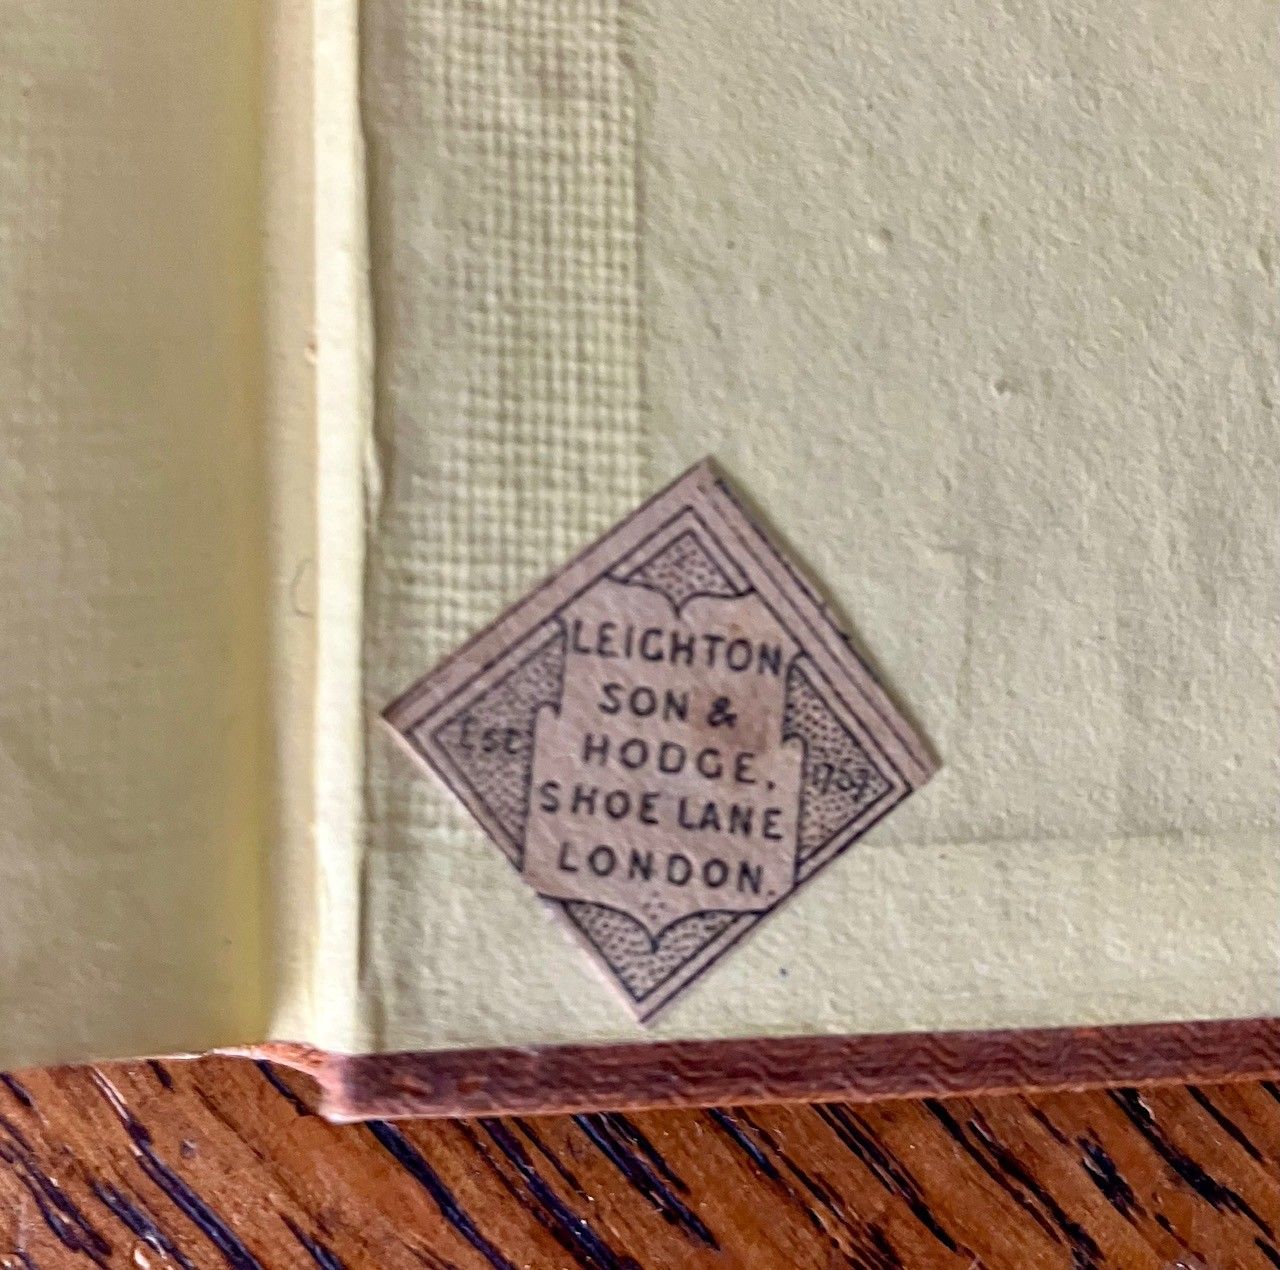 LEIGHTON
SON &
HODGE.
SHOE LANE
LONDON.
Est